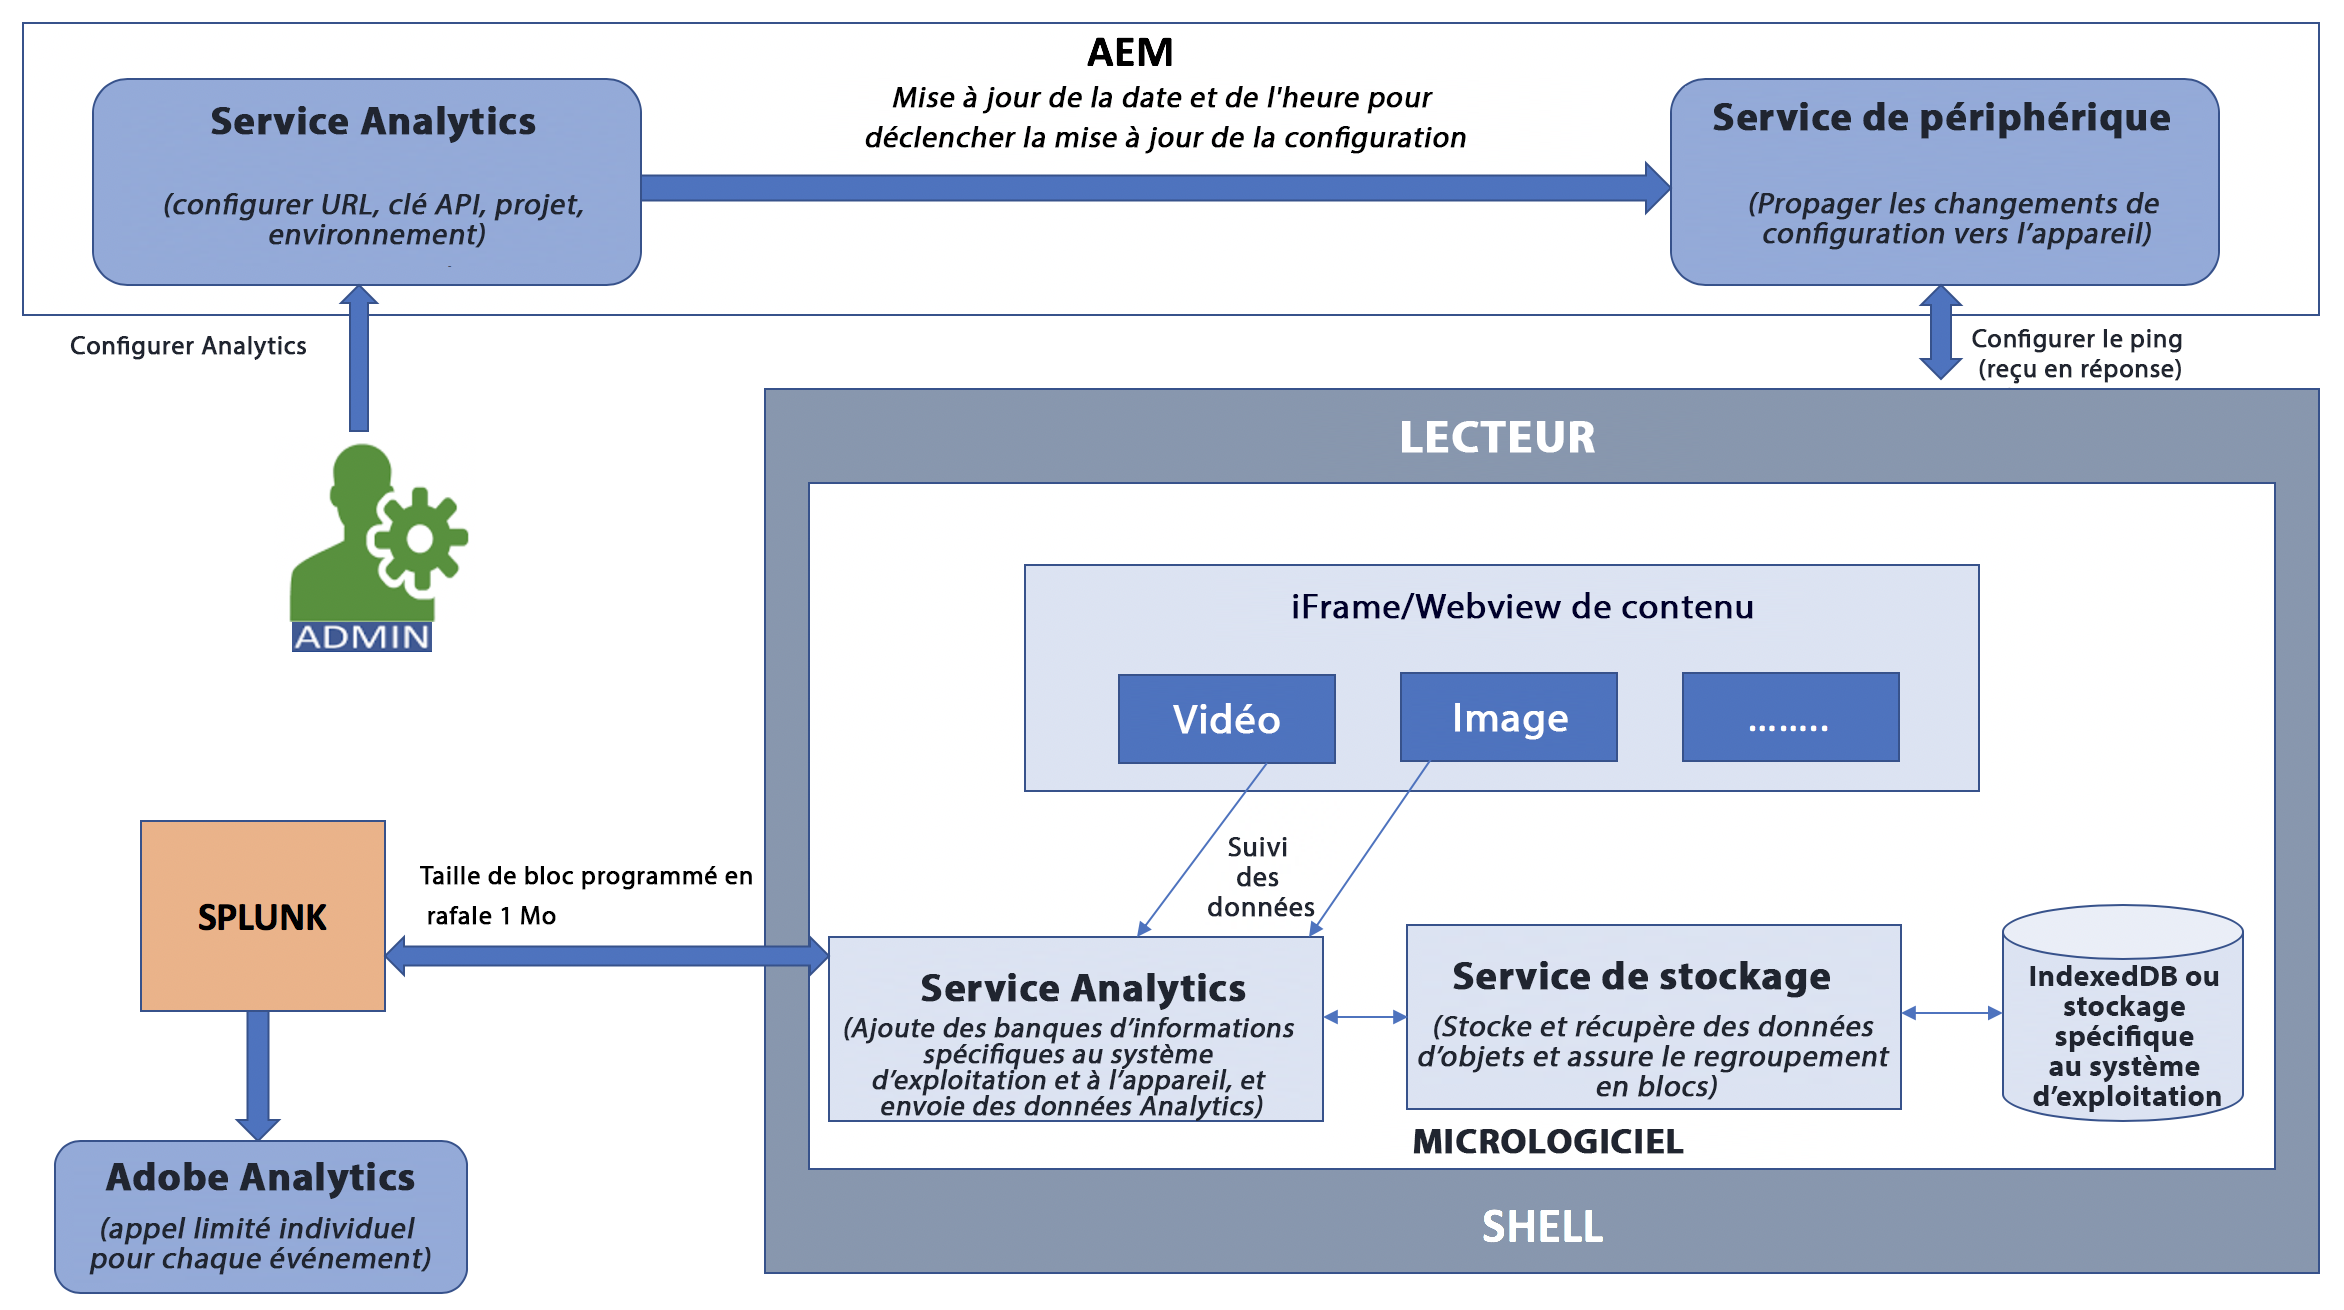 AEM
Mise à jour de la date et de l'heure pour
déclencher la mise à jour de la configuration
Service Analytics
(configurer URL, clé API, projet,
environnement)
Service de périphérique
(Propager les changements de
configuration vers l’appareil)
Configurer Analytics
Configurer le ping
(reçu en réponse)
ADMIN
LECTEUR
iFrame/Webview de contenu
Vidéo
Image
........
Suivi
des
données
SPLUNK
Taille de bloc programmé en
rafale 1 Mo
Service Analytics
(Ajoute des banques d’informations
spécifiques au système
d’exploitation et à l’appareil, et
envoie des données Analytics)
Service de stockage
(Stocke et récupère des données
d’objets et assure le regroupement
en blocs)
IndexedDB ou
stockage
spécifique
au système
d’exploitation
MICROLOGICIEL
SHELL
Adobe Analytics
(appel limité individuel
pour chaque événement)